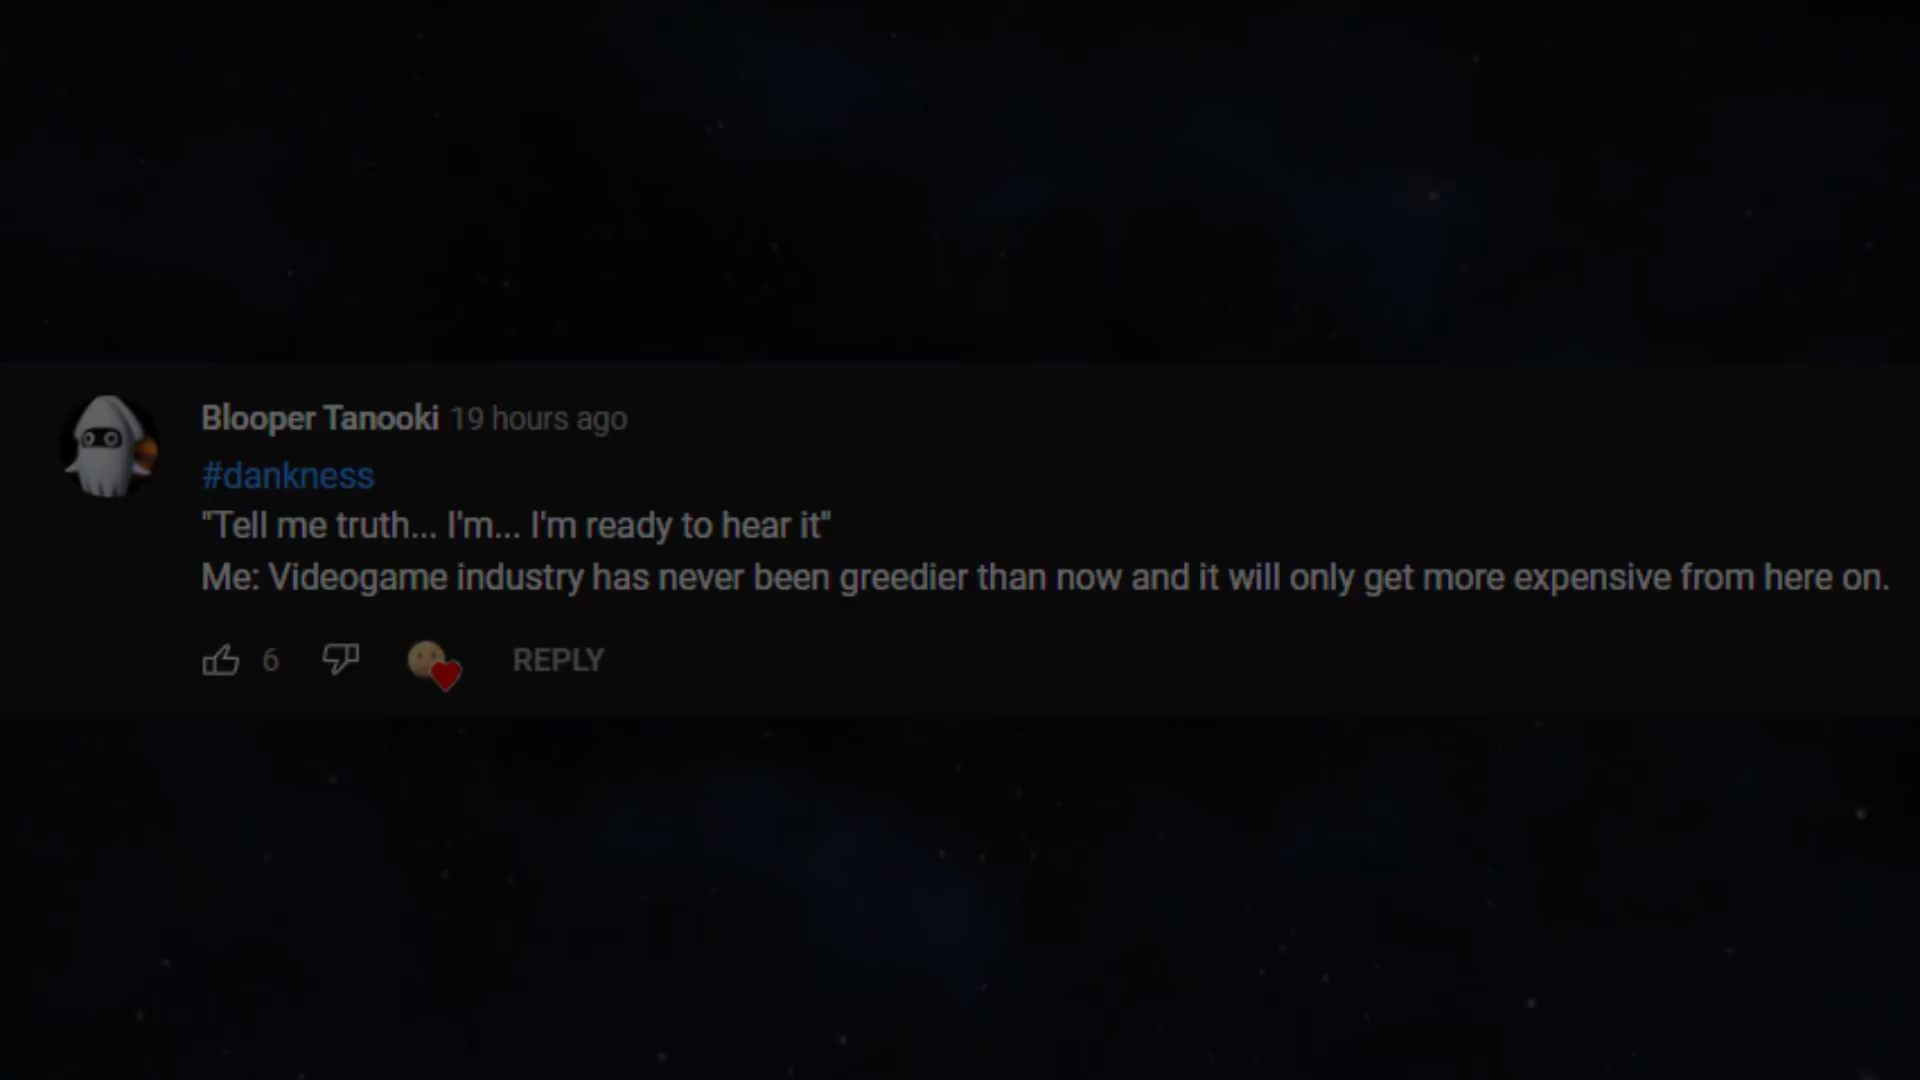 Blooper Tanooki 19 hours ago
#dankness
"Tell me truth... I'm... I'm ready to hear it"
Me: Videogame industry has never been greedier than now and it will only get more expensive from here on.
6 REPLY